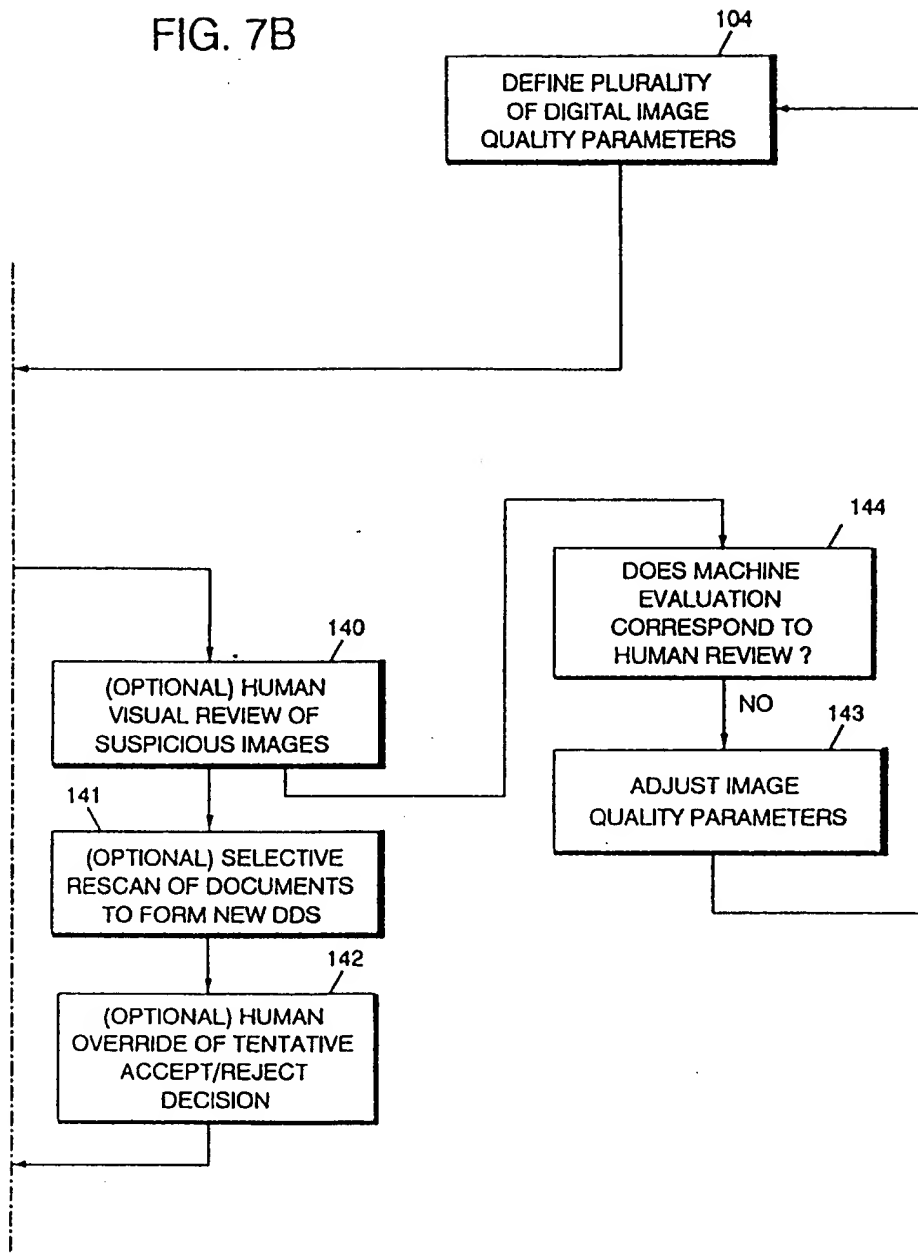 FIG. 7B
104
DEFINE PLURALITY
OF DIGITAL IMAGE
QUALITY PARAMETERS
144
DOES MACHINE
EVALUATION
CORRESPOND TO
HUMAN REVIEW ?
NO
140
(OPTIONAL) HUMAN
VISUAL REVIEW OF
SUSPICIOUS IMAGES
143
ADJUST IMAGE
QUALITY PARAMETERS
141
(OPTIONAL) SELECTIVE
RESCAN OF DOCUMENTS
TO FORM NEW DDS
142
(OPTIONAL) HUMAN
OVERRIDE OF TENTATIVE
ACCEPT/REJECT
DECISION